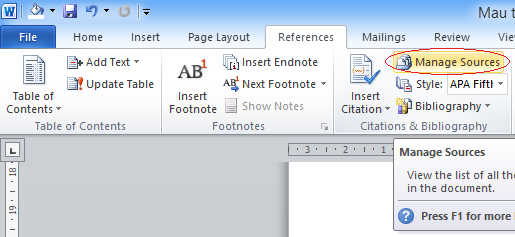 W Mau t
File Home Insert Page Layout References Mailings Review Vie
Table of Contents
Add Text
Update Table
Table of Contents
AB1
Insert Footnote
Insert Endnote
AB1 Next Footnote
Show Notes
Footnotes
Insert Citation
Manage Sources
Style: APA Fifth
Bibliography
Citations & Bibliography
L
· 3 · ı · 2 · ı · 1
· 19 · ı · 18
Manage Sources
View the list of all the
in the document.
Press F1 for more